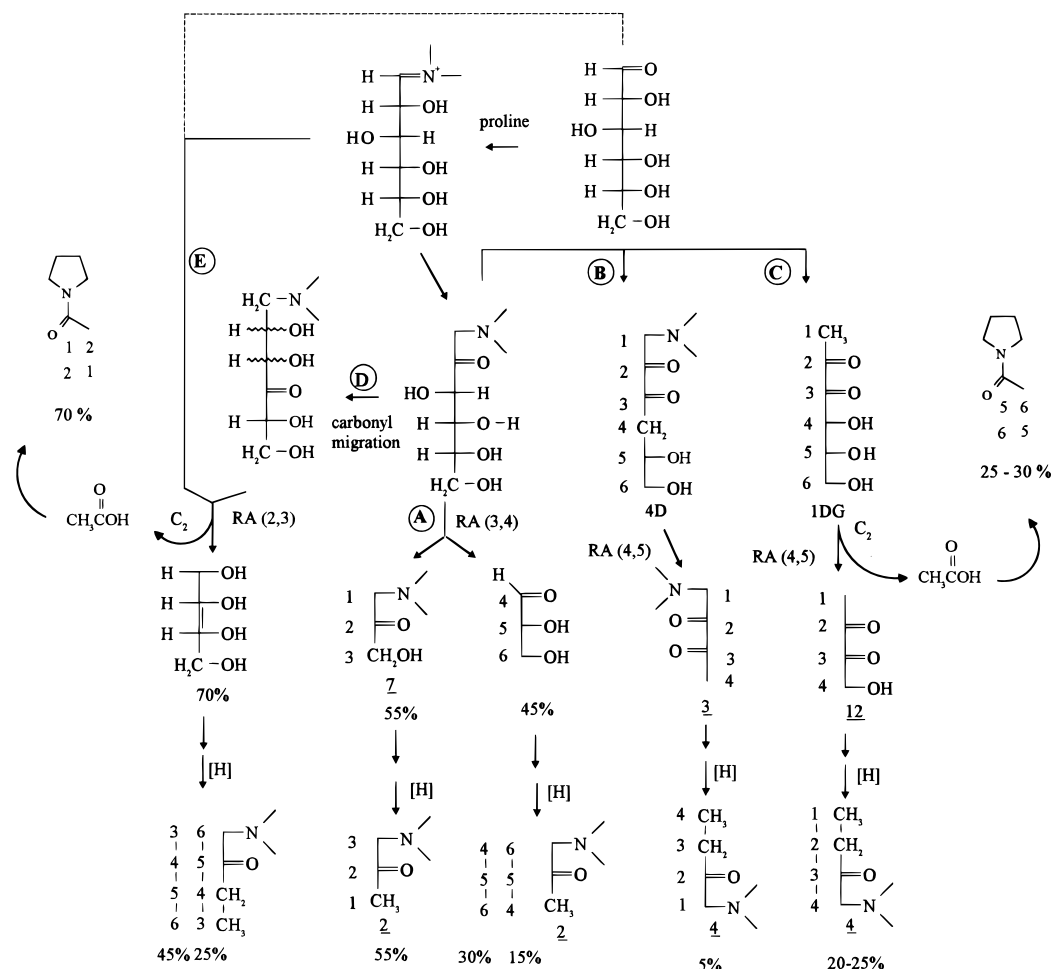 H N+
H OH
HO H
H OH
H OH
H₂C – OH
proline
H O
H OH
HO H
H OH
H OH
H₂C – OH
E
B
C
N
O
1 2
2 1
70 %
CH₃COH
O
C₂
RA (2,3)
H₂C – N
H OH
H OH
O
H OH
H₂C – OH
D
carbonyl
migration
N
O
HO H
H O – H
H OH
H₂C – OH
A
RA (3,4)
N
1
2 O
3 O
4 CH₂
5 OH
6 OH
4D
RA (4,5)
1 CH₃
2 O
3 O
4 OH
5 OH
6 OH
1DG
RA (4,5)
C₂
CH₃COH
O
N
O
5 6
6 5
25 - 30 %
H OH
H OH
H OH
H₂C – OH
70%
[H]
1 N
2 O
3 CH₂OH
7
55%
[H]
H
4 O
5 OH
6 OH
45%
[H]
N 1
O 2
O 3
4
3
[H]
1
2 O
3 O
4 OH
12
[H]
3 6 N
4 5 O
5 4 CH₂
6 3 CH₃
45% 25%
3 N
2 O
1 CH₃
2
55%
4 6 N
5 5 O
6 4 CH₃
2
30% 15%
4 CH₃
3 CH₂
2 O
1 N
4
5%
1 CH₃
2 CH₂
3 O
4 N
4
20-25%